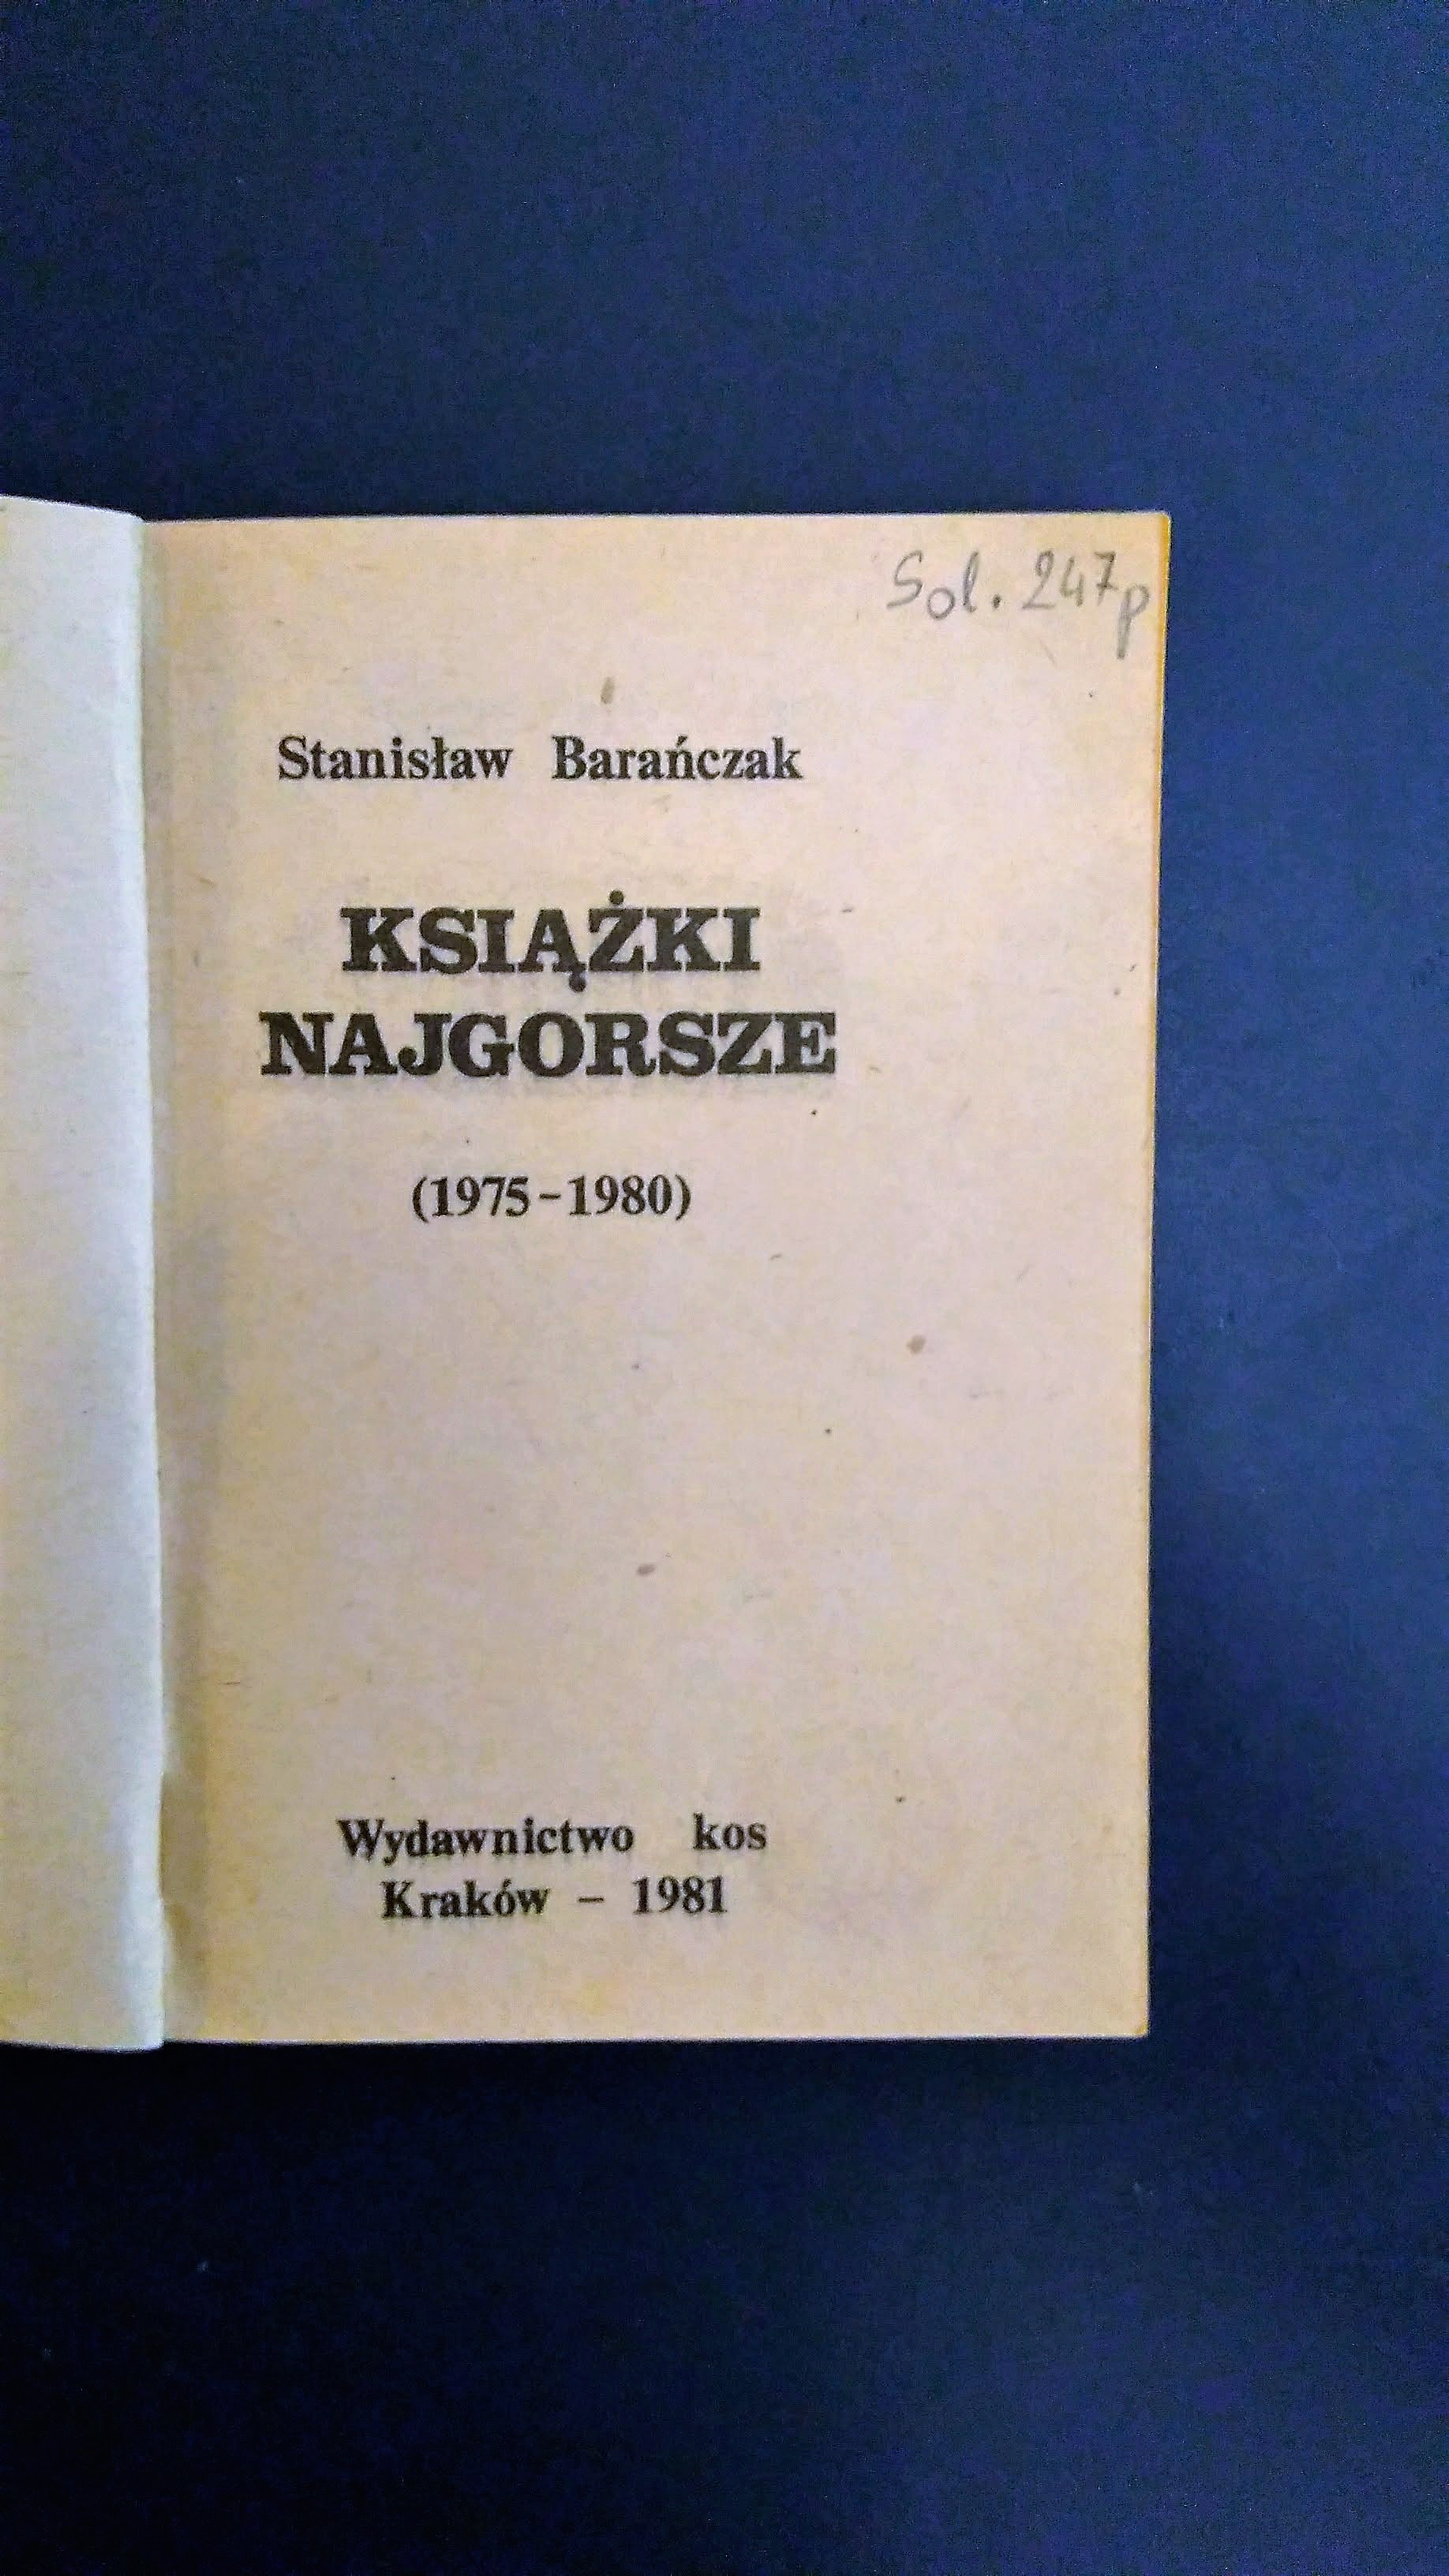 Sol. 247p
Stanisław Barańczak
KSIĄŻKI
NAJGORSZE
(1975-1980)
Wydawnictwo kos
Kraków - 1981